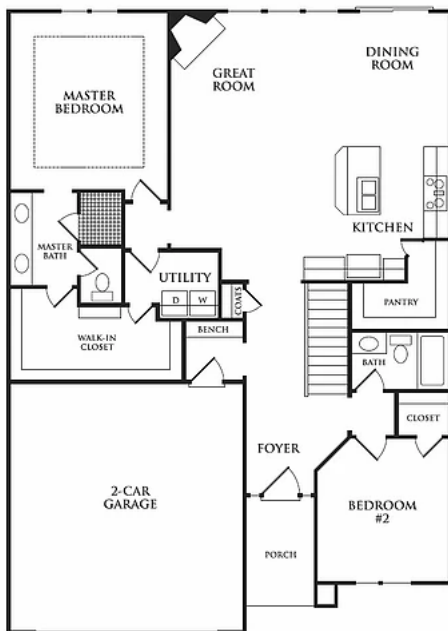 MASTER
BEDROOM
GREAT
ROOM
DINING
ROOM
KITCHEN
MASTER
BATH
UTILITY
D
W
COATS
PANTRY
WALK-IN
CLOSET
BENCH
BATH
CLOSET
FOYER
2-CAR
GARAGE
BEDROOM
#2
PORCH